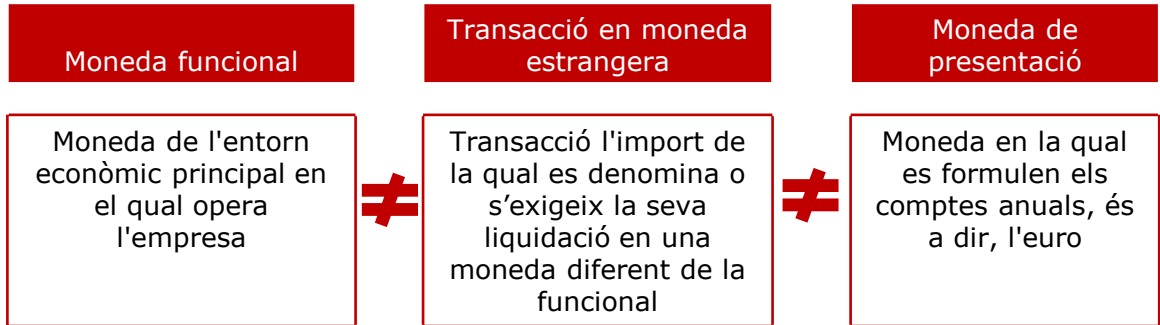 Moneda funcional
Transacció en moneda
estrangera
Moneda de
presentació
Moneda de l'entorn
econòmic principal en
el qual opera
l'empresa
≠
Transacció l'import de
la qual es denomina o
s’exigeix la seva
liquidació en una
moneda diferent de la
funcional
≠
Moneda en la qual
es formulen els
comptes anuals, és
a dir, l'euro